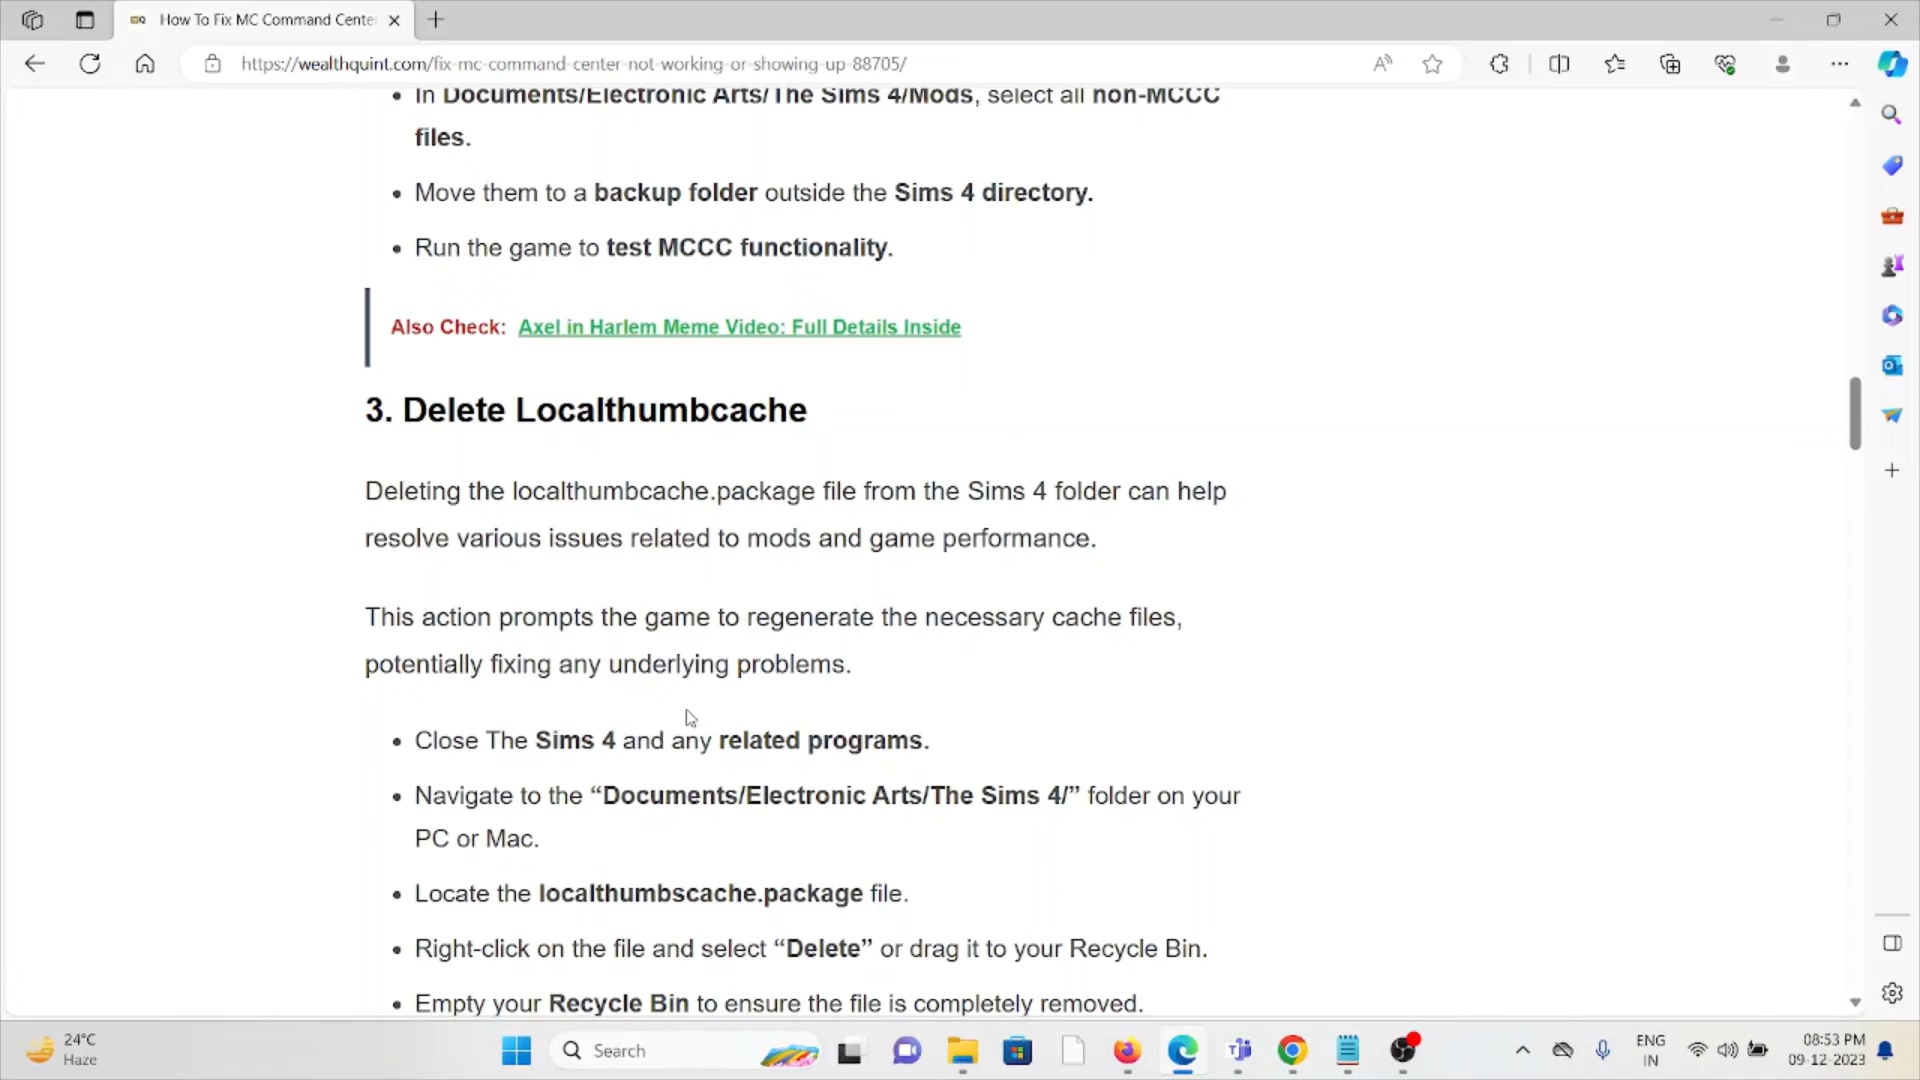 How To Fix MC Command Cente
https://wealthquint.com/fix-mc-command-center-not-working-or-showing-up-88705/
• In Documents/Electronic Arts/The Sims 4/Mods, select all non-MCCC
files.
• Move them to a backup folder outside the Sims 4 directory.
• Run the game to test MCCC functionality.
Also Check: Axel in Harlem Meme Video: Full Details Inside
3. Delete Localthumbcache
Deleting the localthumbcache.package file from the Sims 4 folder can help
resolve various issues related to mods and game performance.
This action prompts the game to regenerate the necessary cache files,
potentially fixing any underlying problems.
• Close The Sims 4 and any related programs.
• Navigate to the “Documents/Electronic Arts/The Sims 4/” folder on your
PC or Mac.
• Locate the localthumbscache.package file.
• Right-click on the file and select “Delete” or drag it to your Recycle Bin.
• Empty your Recycle Bin to ensure the file is completely removed.
24°C
Haze
Search
ENG
IN
08:53 PM
09-12-2023